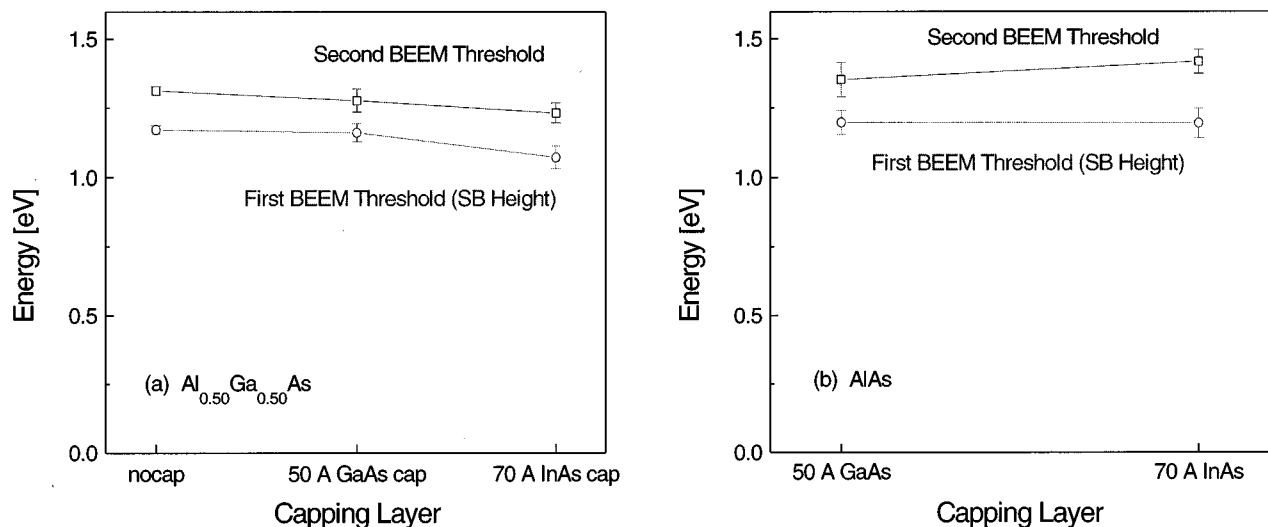 1.5
Second BEEM Threshold
1.0
First BEEM Threshold (SB Height)
Energy [eV]
0.5
(a) Al0.50Ga0.50As
0.0
nocap
50 A GaAs cap
70 A InAs cap
Capping Layer
1.5
Second BEEM Threshold
1.0
First BEEM Threshold (SB Height)
Energy [eV]
0.5
(b) AlAs
0.0
50 A GaAs
70 A InAs
Capping Layer